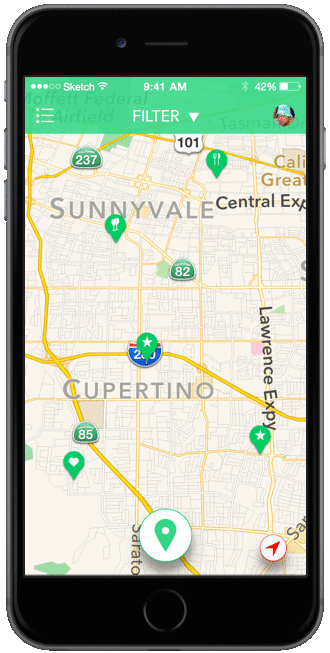 Sketch 9:41 AM 42%
Moffett Federal
Airfield
FILTER ▼
Tasman Dr
101
237
Cali
Great
SUNNYVALE
Central Exp
82
Lawrence Expy
280
CUPERTINO
85
Sarato
Sa